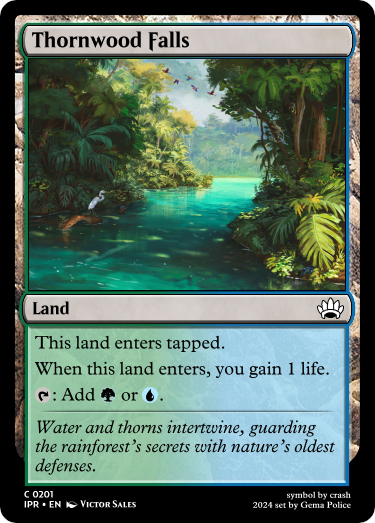 Thornwood Falls
Land
This land enters tapped.
When this land enters, you gain 1 life.
: Add or .
Water and thorns intertwine, guarding
the rainforest's secrets with nature's oldest
defenses.
C 0201
IPR • EN VICTOR SALES
symbol by crash
2024 set by Gema Police